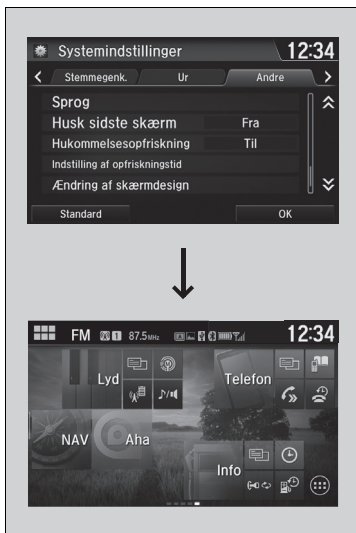 Systemindstillinger 12:34
Stemmegenk. Ur Andre
Sprog
Husk sidste skærm Fra
Hukommelsesopfriskning Til
Indstilling af opfriskningstid
Ændring af skærmdesign
Standard OK
FM 1 87.5MHz 12:34
Lyd Telefon
NAV Aha
Info